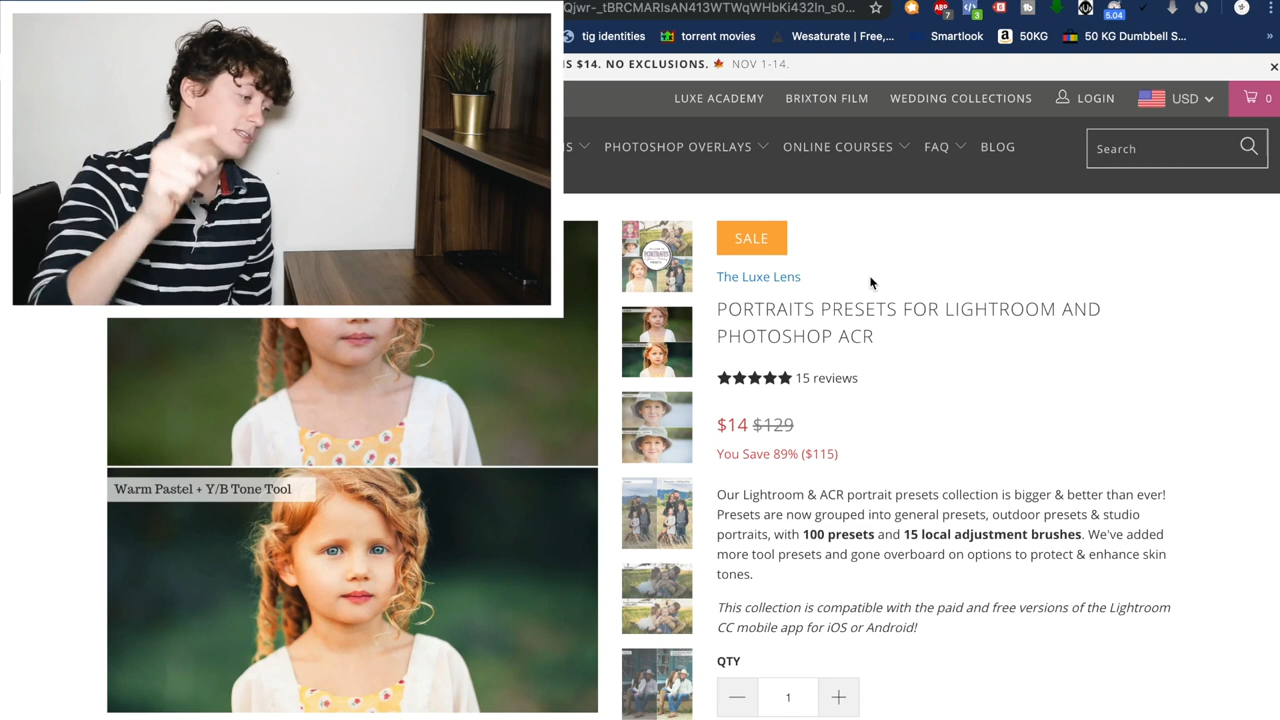 Qjwr-_tBRCMARIsAN413WTWqWHbKi432In_s0...
7
3
5.04
tig identities
torrent movies
Wesaturate | Free,...
Smartlook
50KG
50 KG Dumbbell S...
»
IS $14. NO EXCLUSIONS. 🍁 NOV 1-14.
LUXE ACADEMY
BRIXTON FILM
WEDDING COLLECTIONS
LOGIN
USD
0
S
PHOTOSHOP OVERLAYS
ONLINE COURSES
FAQ
BLOG
Search
SALE
The Luxe Lens
PORTRAITS PRESETS FOR LIGHTROOM AND
PHOTOSHOP ACR
15 reviews
$14 $129
You Save 89% ($115)
Warm Pastel + Y/B Tone Tool
Our Lightroom & ACR portrait presets collection is bigger & better than ever!
Presets are now grouped into general presets, outdoor presets & studio
portraits, with 100 presets and 15 local adjustment brushes. We've added
more tool presets and gone overboard on options to protect & enhance skin
tones.
This collection is compatible with the paid and free versions of the Lightroom
CC mobile app for iOS or Android!
QTY
1